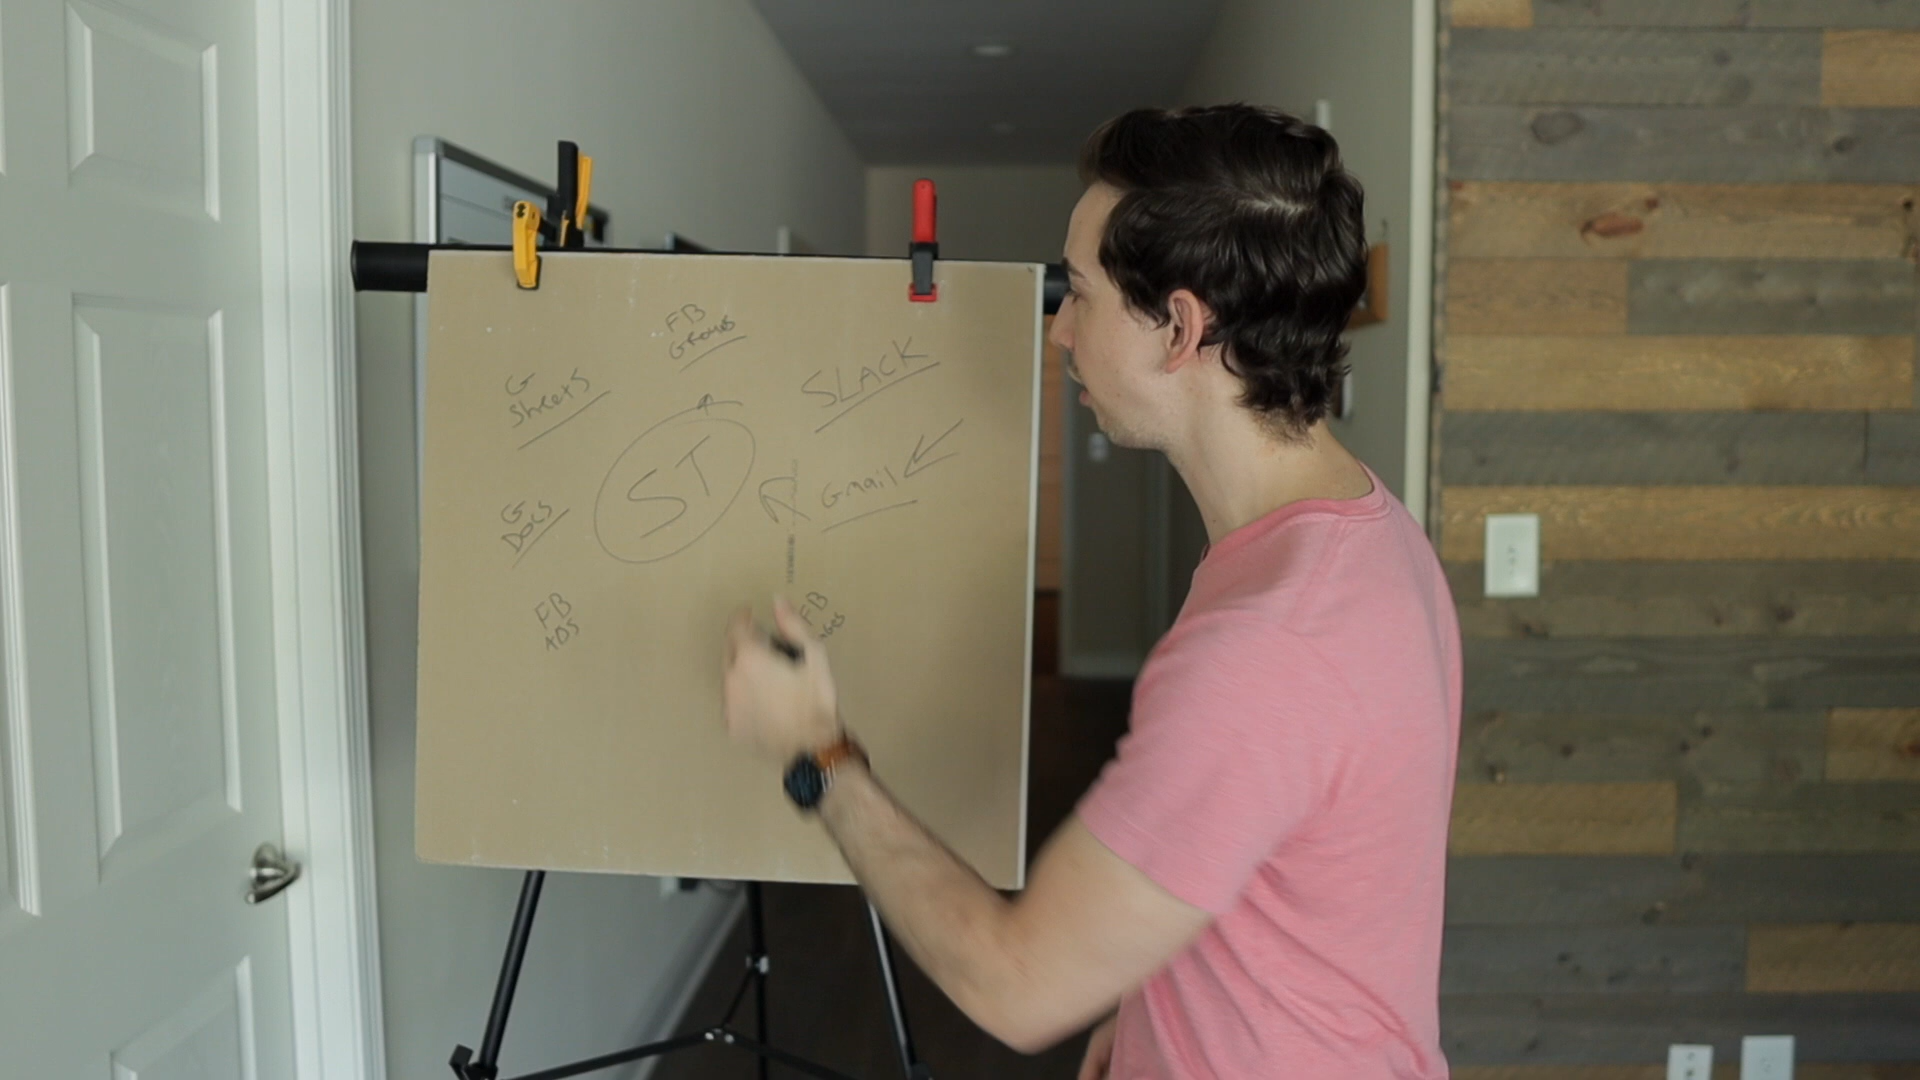 FB
Groups
SLACK
G
Sheets
ST
Gmail
G
Docs
FB
ADS
FB